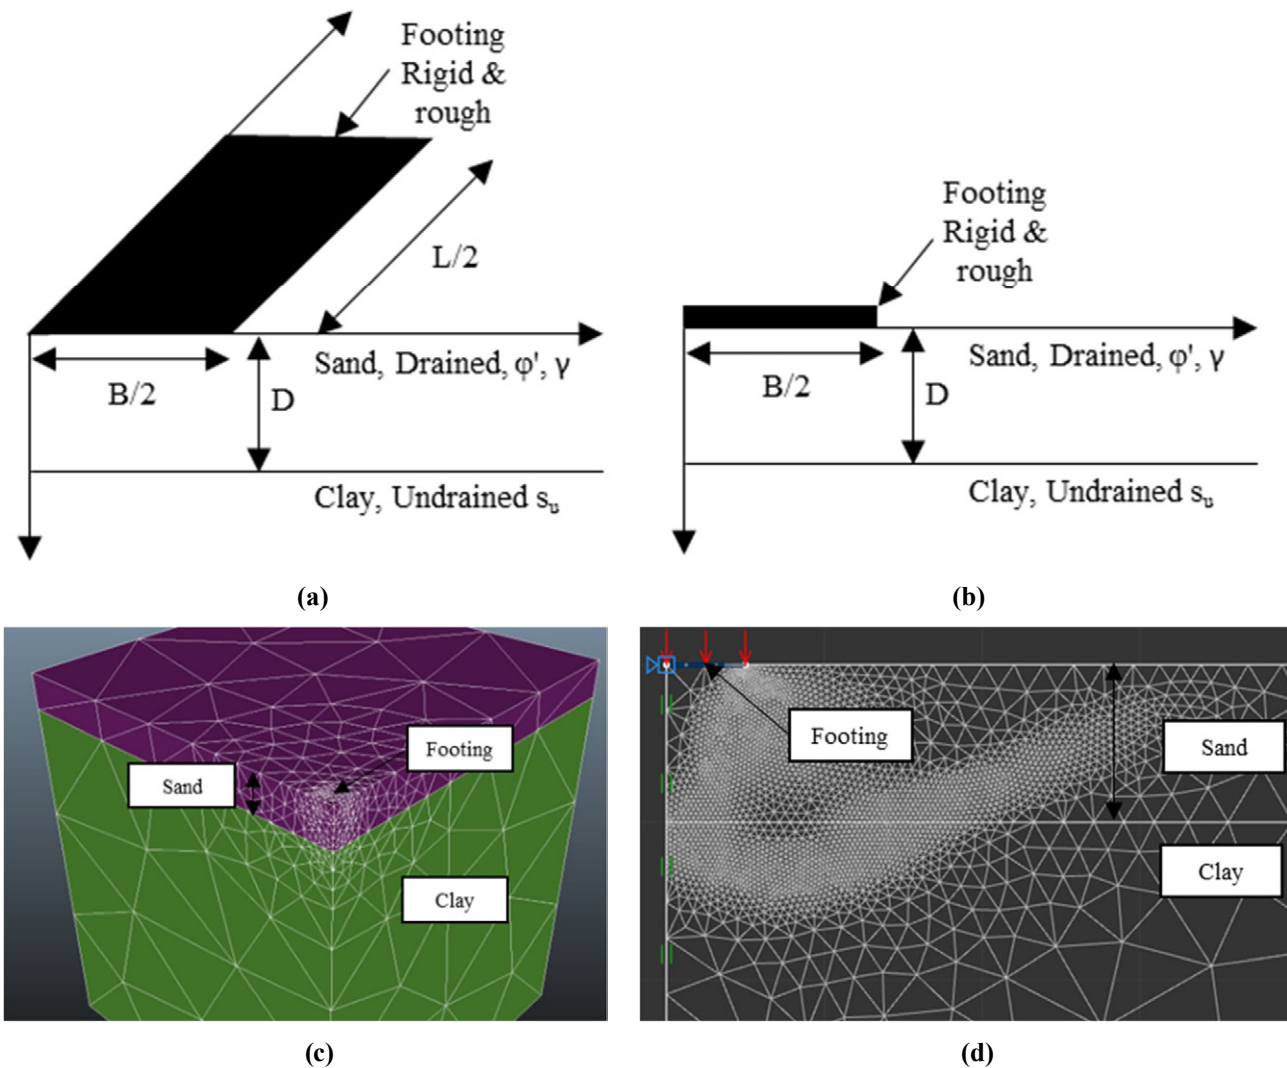 Footing
Rigid &
rough
L/2
B/2
D
Sand, Drained, φ', γ
Clay, Undrained sᵤ
(a)
Footing
Rigid &
rough
B/2
D
Sand, Drained, φ', γ
Clay, Undrained sᵤ
(b)
Footing
Sand
Clay
(c)
Footing
Sand
Clay
(d)